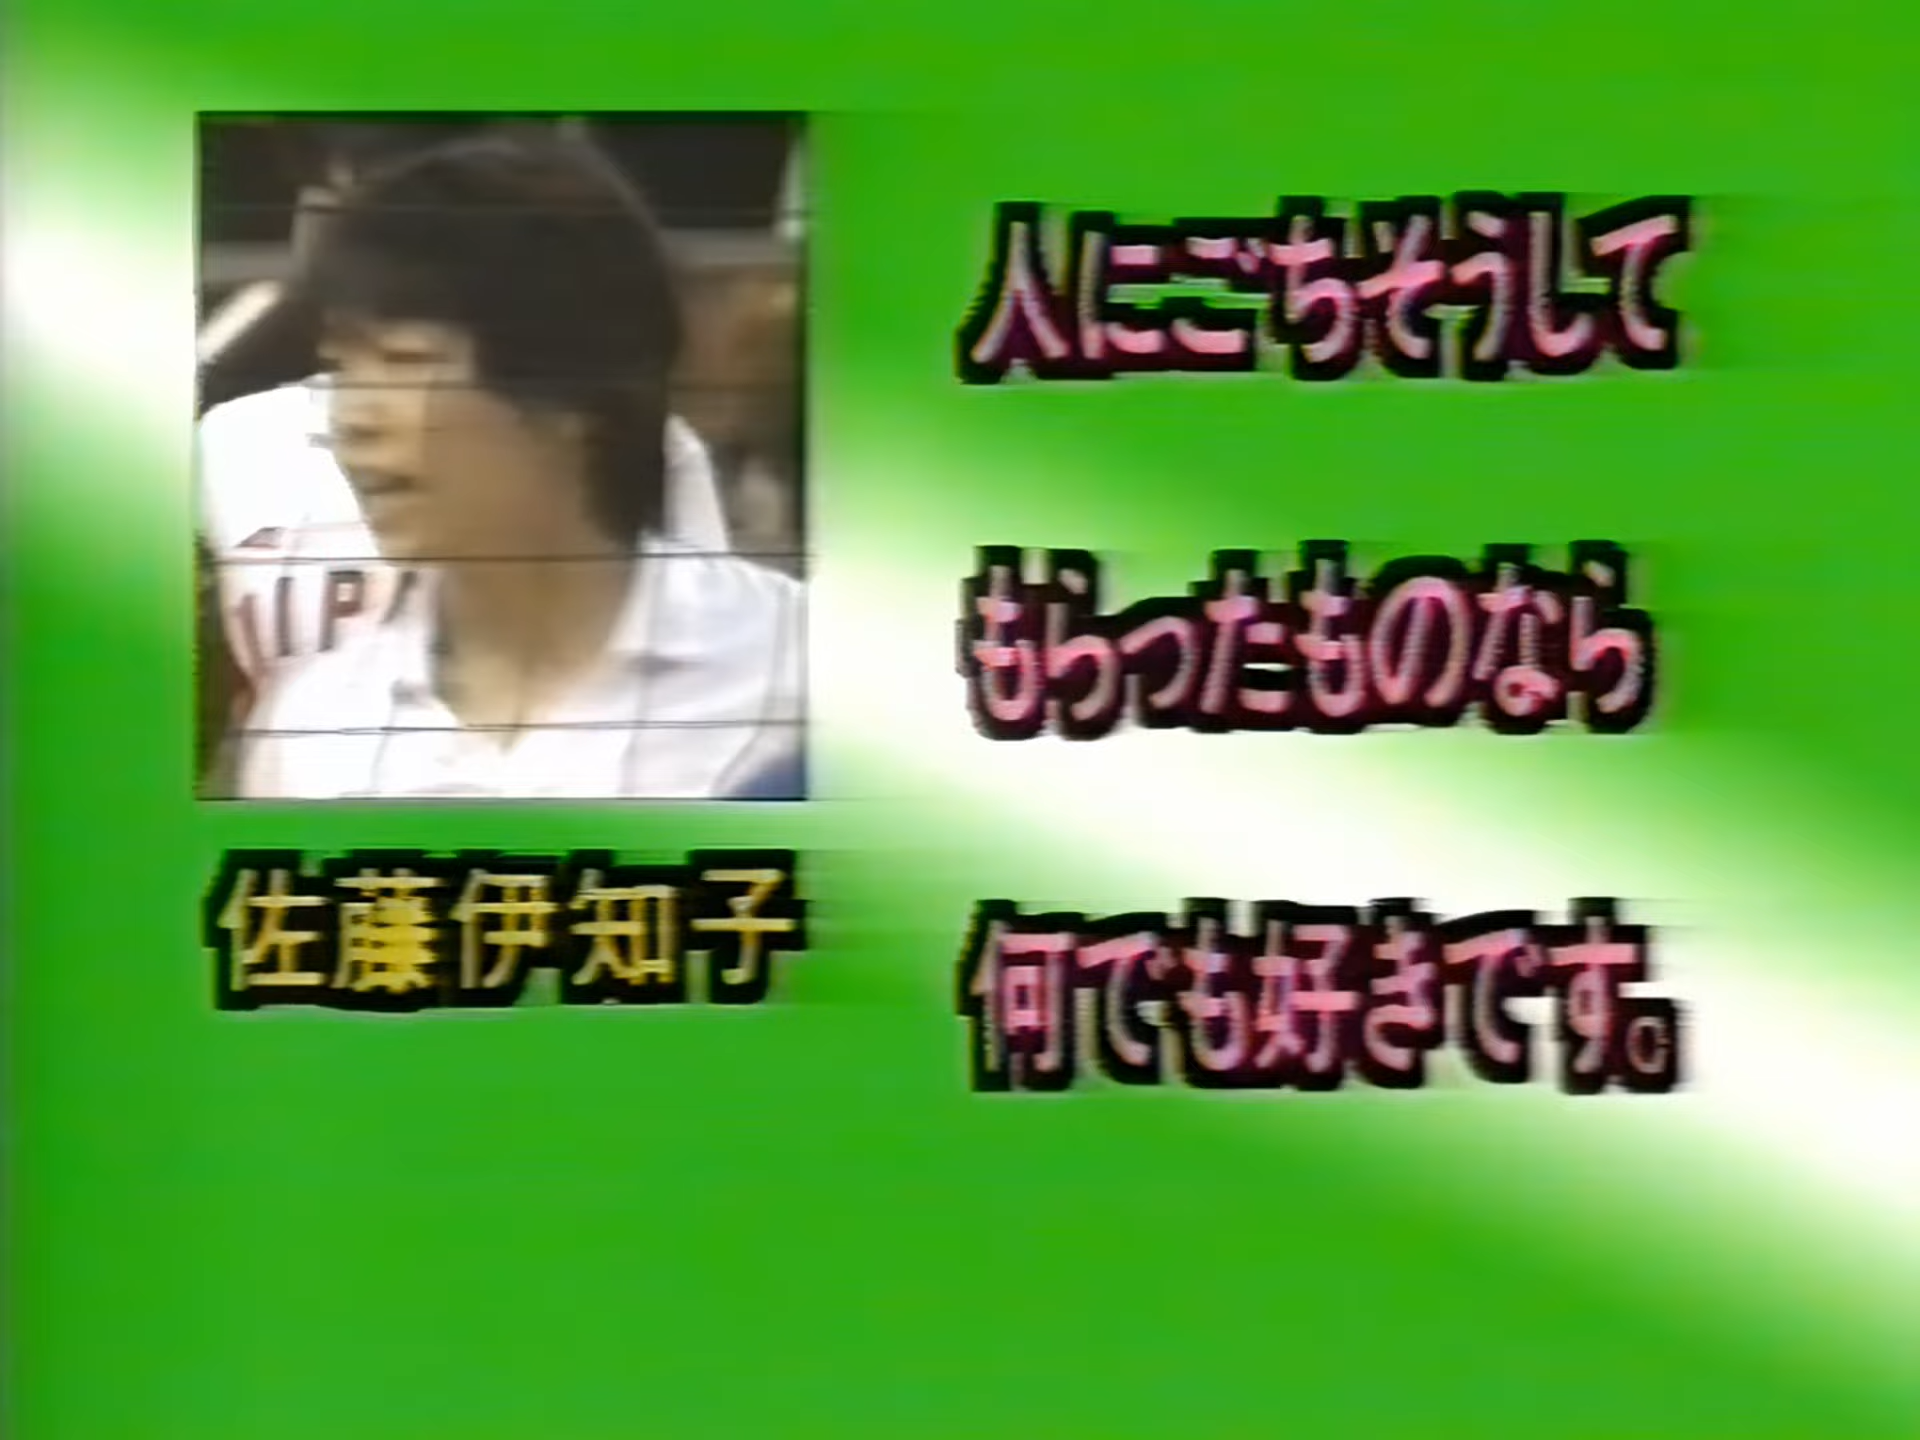 人にごちそうして
もらったものなら
何でも好きです。
佐藤伊知子